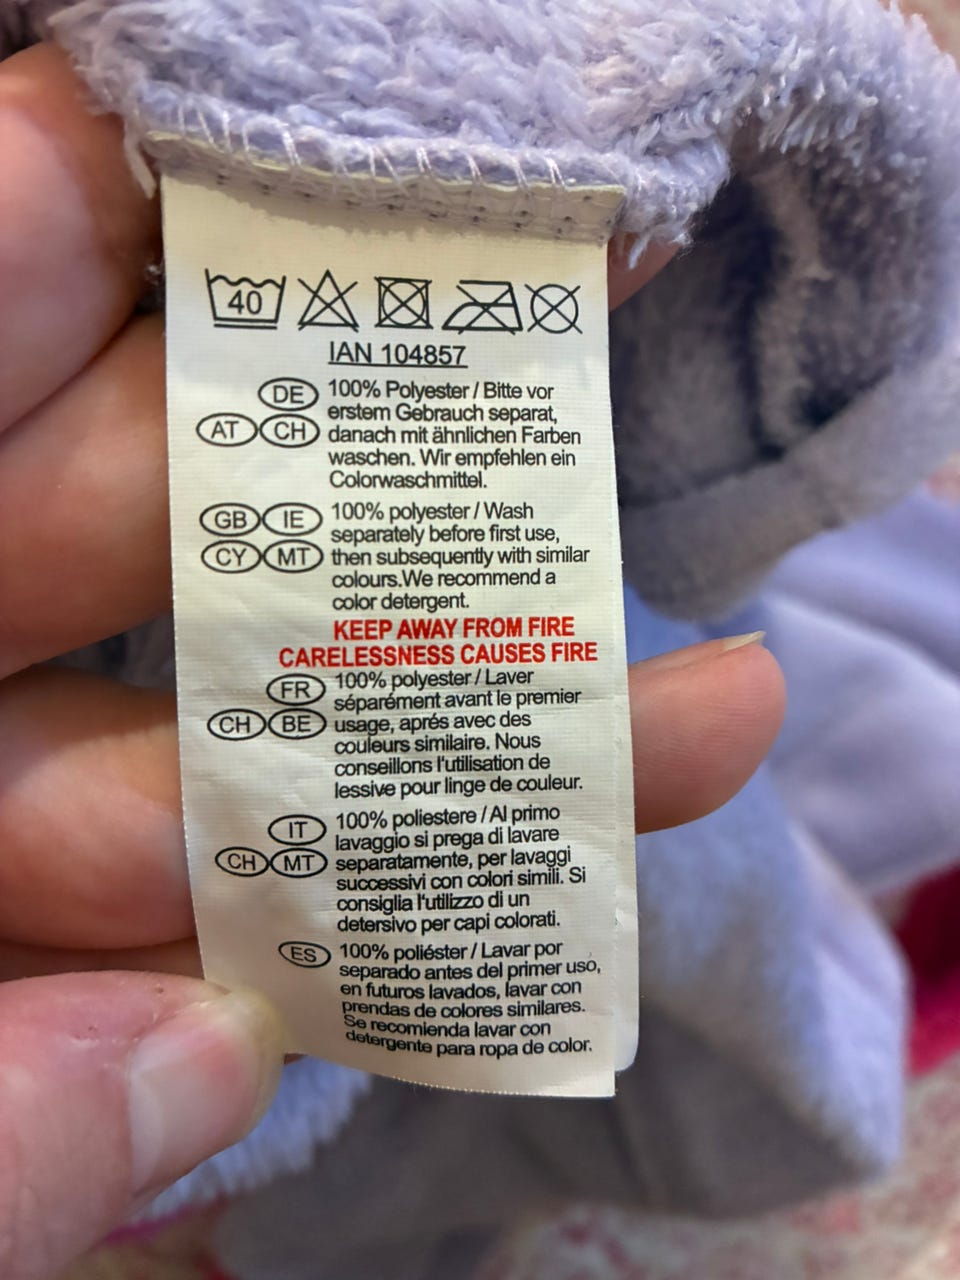 40
IAN 104857
DE AT CH
100% Polyester / Bitte vor
erstem Gebrauch separat,
danach mit ähnlichen Farben
waschen. Wir empfehlen ein
Colorwaschmittel.
GB IE CY MT
100% polyester / Wash
separately before first use,
then subsequently with similar
colours.We recommend a
color detergent.
KEEP AWAY FROM FIRE
CARELESSNESS CAUSES FIRE
FR CH BE
100% polyester / Laver
séparément avant le premier
usage, aprés avec des
couleurs similaire. Nous
conseillons l'utilisation de
lessive pour linge de couleur.
IT CH MT
100% poliestere / Al primo
lavaggio si prega di lavare
separatamente, per lavaggi
successivi con colori simili. Si
consiglia l'utilizzo di un
detersivo per capi colorati.
ES
100% poliéster / Lavar por
separado antes del primer uso,
en futuros lavados, lavar con
prendas de colores similares.
Se recomienda lavar con
detergente para ropa de color.